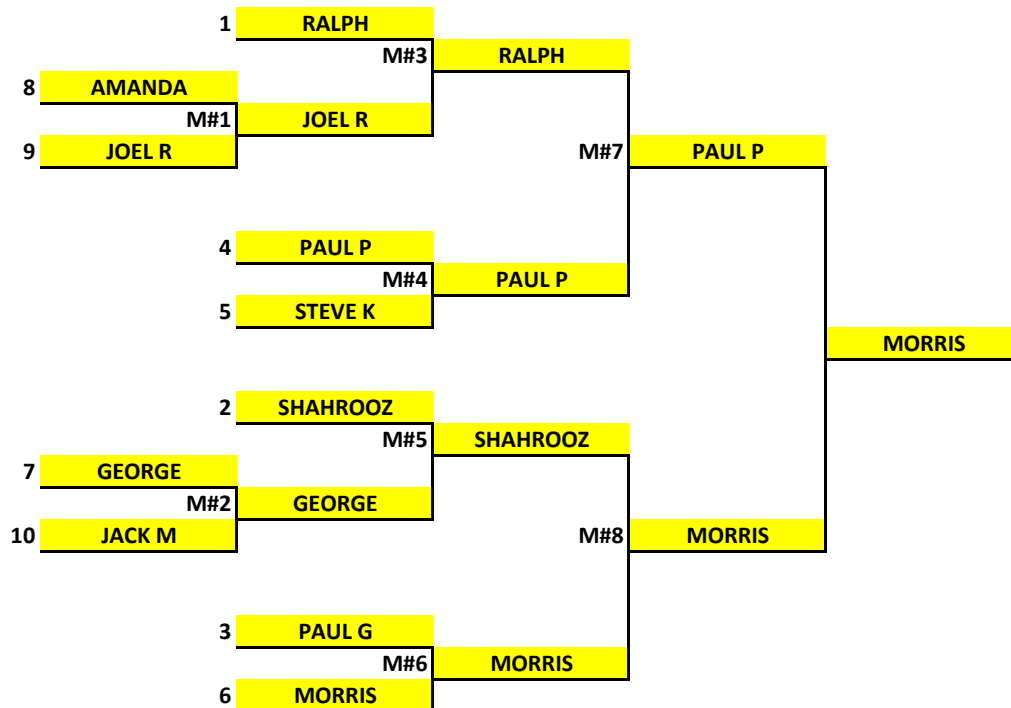 1 RALPH
M#3 RALPH
8 AMANDA
M#1 JOEL R
9 JOEL R
M#7 PAUL P
4 PAUL P
M#4 PAUL P
5 STEVE K
MORRIS
2 SHAHROOZ
M#5 SHAHROOZ
7 GEORGE
M#2 GEORGE
10 JACK M
M#8 MORRIS
3 PAUL G
M#6 MORRIS
6 MORRIS